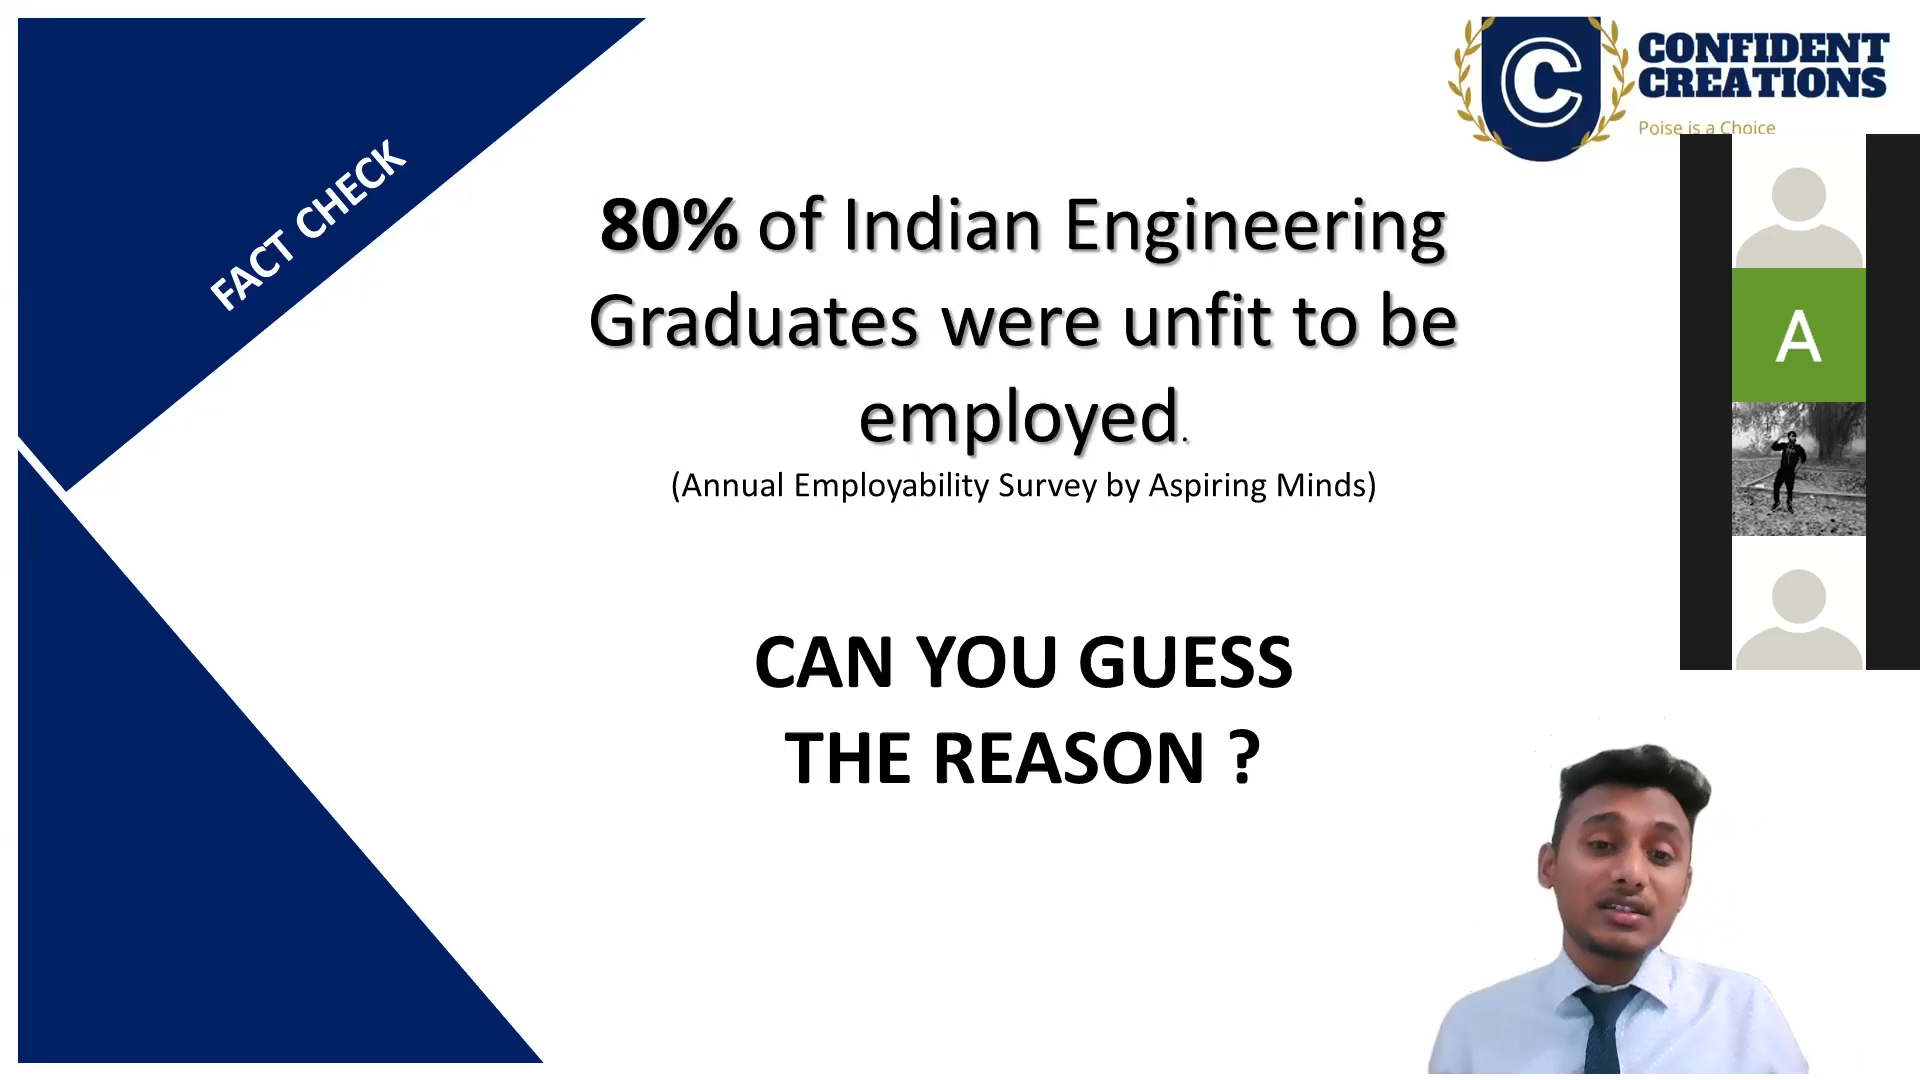 CONFIDENT
CREATIONS
Poise is a Choice
C
FACT CHECK
80% of Indian Engineering
Graduates were unfit to be
employed.
(Annual Employability Survey by Aspiring Minds)
A
CAN YOU GUESS
THE REASON ?